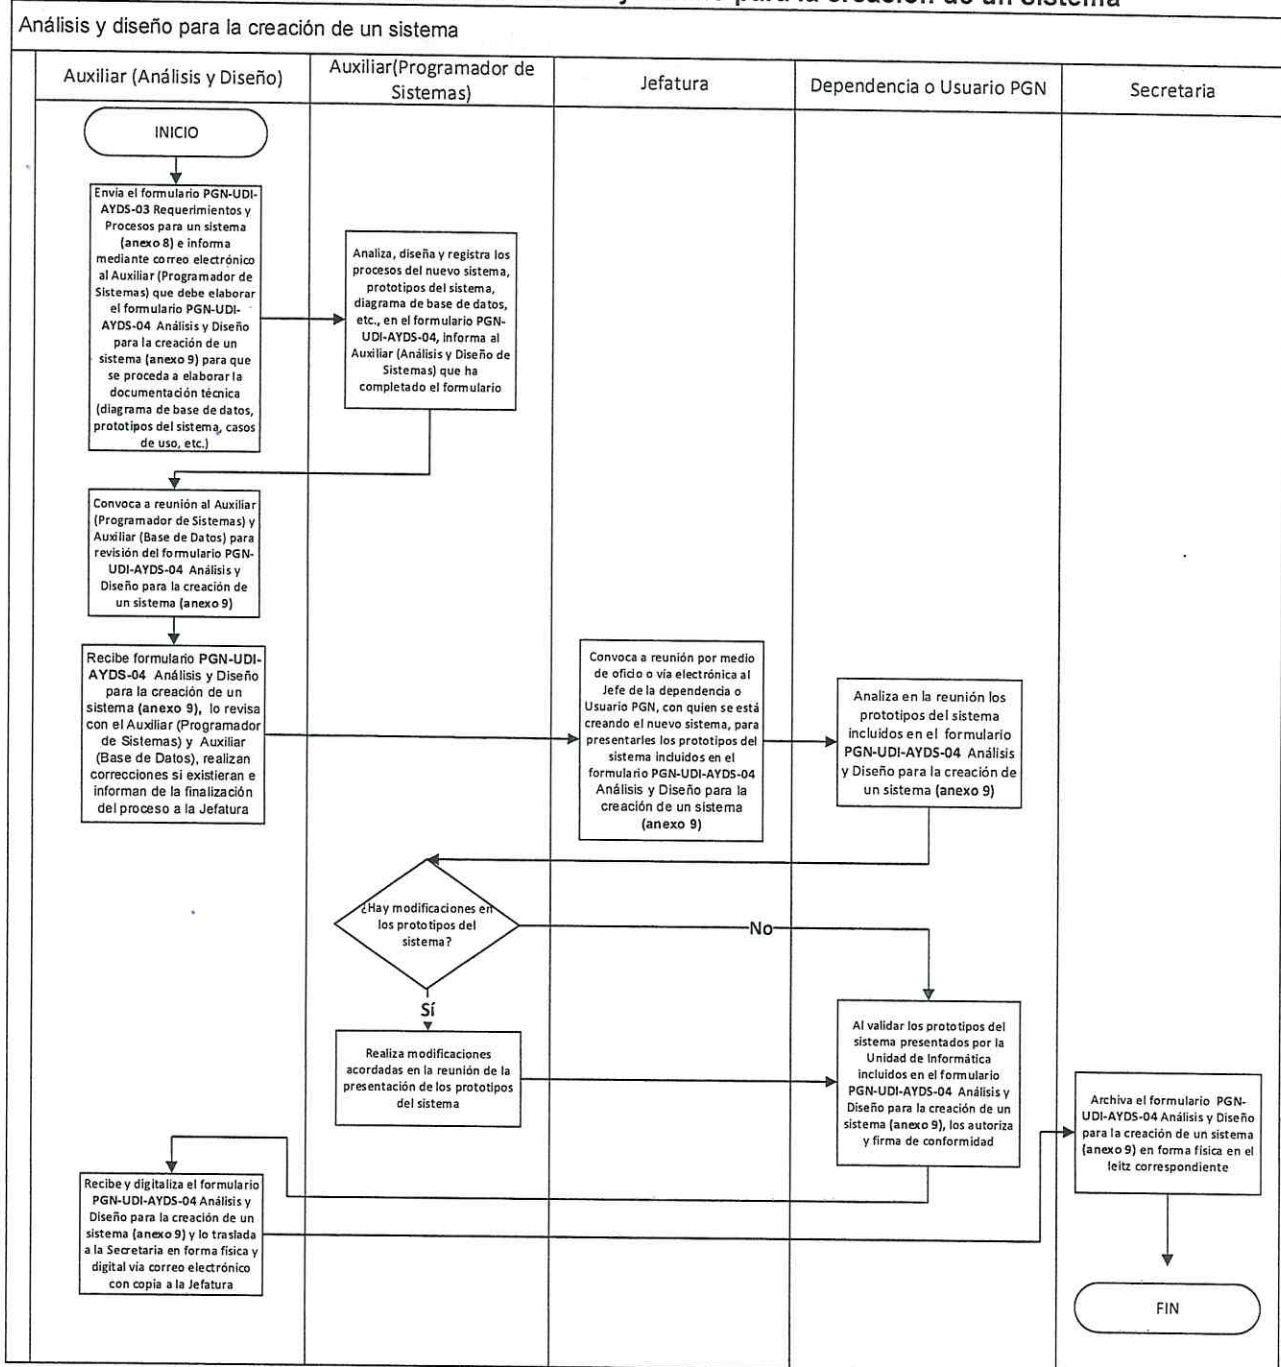 para la creación de un sistema
Análisis y diseño para la creación de un sistema
Auxiliar (Análisis y Diseño)
Auxiliar(Programador de
Sistemas)
Jefatura
Dependencia o Usuario PGN
Secretaria
INICIO
Envía el formulario PGN-UDI-
AYDS-03 Requerimientos y
Procesos para un sistema
(anexo 8) e informa
mediante correo electrónico
al Auxiliar (Programador de
Sistemas) que debe elaborar
el formulario PGN-UDI-
AYDS-04 Análisis y Diseño
para la creación de un
sistema (anexo 9) para que
se proceda a elaborar la
documentación técnica
(diagrama de base de datos,
prototipos del sistema, casos
de uso, etc.)
Analiza, diseña y registra los
procesos del nuevo sistema,
prototipos del sistema,
diagrama de base de datos,
etc., en el formulario PGN-
UDI-AYDS-04, informa al
Auxiliar (Análisis y Diseño de
Sistemas) que ha
completado el formulario
Convoca a reunión al Auxiliar
(Programador de Sistemas) y
Auxiliar (Base de Datos) para
revisión del formulario PGN-
UDI-AYDS-04 Análisis y
Diseño para la creación de
un sistema (anexo 9)
Recibe formulario PGN-UDI-
AYDS-04 Análisis y Diseño
para la creación de un
sistema (anexo 9), lo revisa
con el Auxiliar (Programador
de Sistemas) y Auxiliar
(Base de Datos), realizan
correcciones si existieran e
informan de la finalización
del proceso a la Jefatura
Convoca a reunión por medio
de oficio o vía electrónica al
Jefe de la dependencia o
Usuario PGN, con quien se está
creando el nuevo sistema, para
presentarles los prototipos del
sistema incluidos en el
formulario PGN-UDI-AYDS-04
Análisis y Diseño para la
creación de un sistema
(anexo 9)
Analiza en la reunión los
prototipos del sistema
incluidos en el formulario
PGN-UDI-AYDS-04 Análisis
y Diseño para la creación de
un sistema (anexo 9)
¿Hay modificaciones en
los prototipos del
sistema?
No
Sí
Realiza modificaciones
acordadas en la reunión de la
presentación de los prototipos
del sistema
Al validar los prototipos del
sistema presentados por la
Unidad de Informática
incluidos en el formulario
PGN-UDI-AYDS-04 Análisis y
Diseño para la creación de un
sistema (anexo 9), los autoriza
y firma de conformidad
Recibe y digitaliza el formulario
PGN-UDI-AYDS-04 Análisis y
Diseño para la creación de un
sistema (anexo 9) y lo traslada
a la Secretaria en forma física y
digital vía correo electrónico
con copia a la Jefatura
Archiva el formulario PGN-
UDI-AYDS-04 Análisis y Diseño
para la creación de un sistema
(anexo 9) en forma física en el
leitz correspondiente
FIN